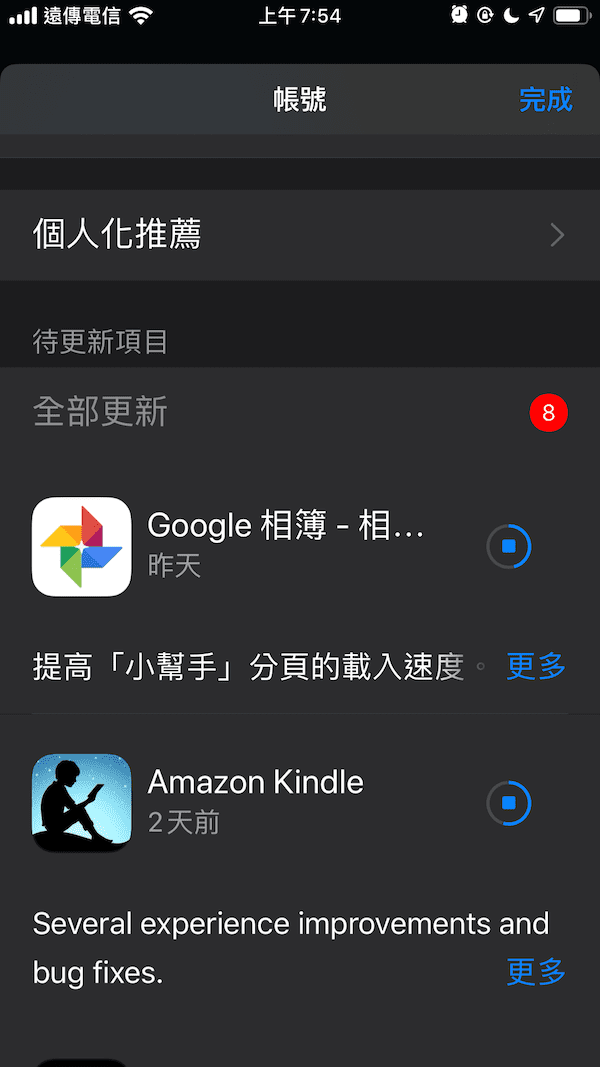 遠傳電信 上午7:54
帳號 完成
個人化推薦
待更新項目
全部更新 8
Google 相簿 - 相...
昨天
提高「小幫手」分頁的載入速度。 更多
Amazon Kindle
2天前
Several experience improvements and
bug fixes. 更多